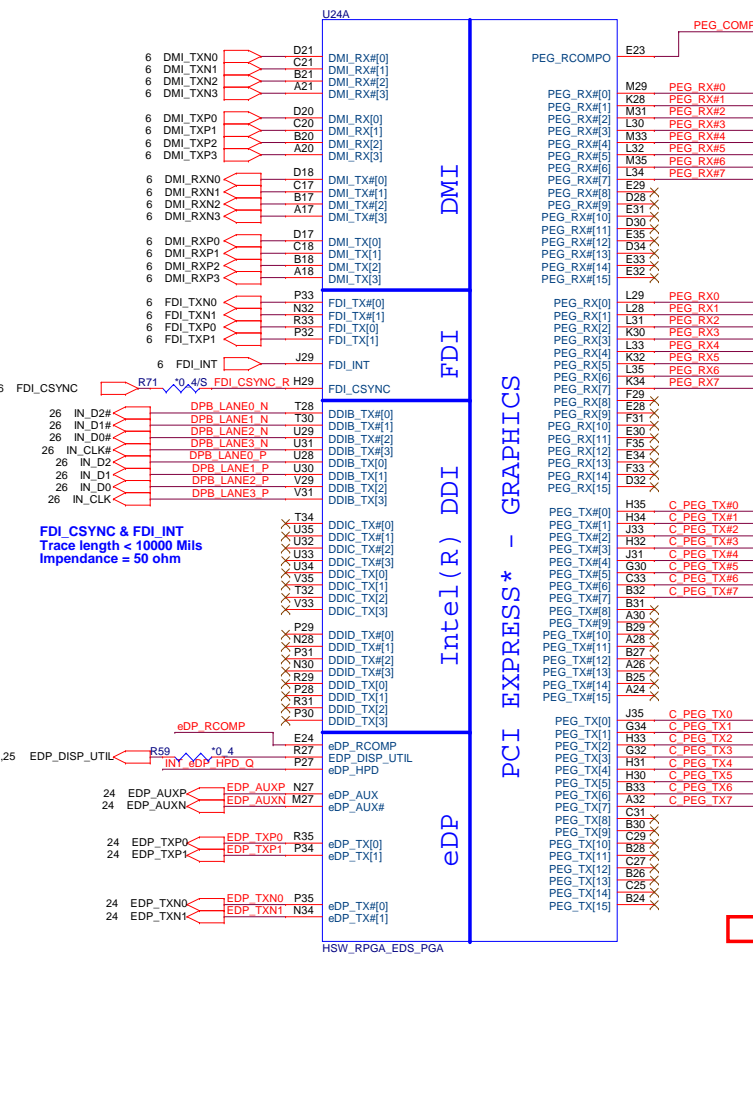 U24A
6 DMI_TXN0 D21 DMI_RX#[0]
6 DMI_TXN1 C21 DMI_RX#[1]
6 DMI_TXN2 B21 DMI_RX#[2]
6 DMI_TXN3 A21 DMI_RX#[3]
6 DMI_TXP0 D20 DMI_RX[0]
6 DMI_TXP1 C20 DMI_RX[1]
6 DMI_TXP2 B20 DMI_RX[2]
6 DMI_TXP3 A20 DMI_RX[3]
6 DMI_RXN0 D18 DMI_TX#[0]
6 DMI_RXN1 C17 DMI_TX#[1]
6 DMI_RXN2 B17 DMI_TX#[2]
6 DMI_RXN3 A17 DMI_TX#[3]
6 DMI_RXP0 D17 DMI_TX[0]
6 DMI_RXP1 C18 DMI_TX[1]
6 DMI_RXP2 B18 DMI_TX[2]
6 DMI_RXP3 A18 DMI_TX[3]
DMI
6 FDI_TXN0 P33 FDI_TX#[0]
6 FDI_TXN1 N32 FDI_TX#[1]
6 FDI_TXP0 R33 FDI_TX[0]
6 FDI_TXP1 P32 FDI_TX[1]
6 FDI_INT J29 FDI_INT
6 FDI_CSYNC R71 *0_4/S FDI_CSYNC_R H29 FDI_CSYNC
FDI
26 IN_D2# DPB_LANE0_N T28 DDIB_TX#[0]
26 IN_D1# DPB_LANE1_N T30 DDIB_TX#[1]
26 IN_D0# DPB_LANE2_N U29 DDIB_TX#[2]
26 IN_CLK# DPB_LANE3_N U31 DDIB_TX#[3]
26 IN_D2 DPB_LANE0_P U28 DDIB_TX[0]
26 IN_D1 DPB_LANE1_P U30 DDIB_TX[1]
26 IN_D0 DPB_LANE2_P V29 DDIB_TX[2]
26 IN_CLK DPB_LANE3_P V31 DDIB_TX[3]
FDI_CSYNC & FDI_INT
Trace length < 10000 Mils
Impendance = 50 ohm
T34 DDIC_TX#[0]
U35 DDIC_TX#[1]
U32 DDIC_TX#[2]
U33 DDIC_TX#[3]
U34 DDIC_TX[0]
V35 DDIC_TX[1]
T32 DDIC_TX[2]
V33 DDIC_TX[3]
P29 DDID_TX#[0]
N28 DDID_TX#[1]
P31 DDID_TX#[2]
N30 DDID_TX#[3]
R29 DDID_TX[0]
P28 DDID_TX[1]
R31 DDID_TX[2]
P30 DDID_TX[3]
Intel(R) DDI
eDP_RCOMP E24 eDP_RCOMP
,25 EDP_DISP_UTIL R59 *0_4 R27 EDP_DISP_UTIL
INT_eDP_HPD_Q P27 eDP_HPD
24 EDP_AUXP EDP_AUXP N27 eDP_AUX
24 EDP_AUXN EDP_AUXN M27 eDP_AUX#
24 EDP_TXP0 EDP_TXP0 R35 eDP_TX[0]
24 EDP_TXP1 EDP_TXP1 P34 eDP_TX[1]
24 EDP_TXN0 EDP_TXN0 P35 eDP_TX#[0]
24 EDP_TXN1 EDP_TXN1 N34 eDP_TX#[1]
eDP
HSW_RPGA_EDS_PGA
PCI EXPRESS* - GRAPHICS
PEG_RCOMPO E23 PEG_COMP
PEG_RX#[0] M29 PEG_RX#0
PEG_RX#[1] K28 PEG_RX#1
PEG_RX#[2] M31 PEG_RX#2
PEG_RX#[3] L30 PEG_RX#3
PEG_RX#[4] M33 PEG_RX#4
PEG_RX#[5] L32 PEG_RX#5
PEG_RX#[6] M35 PEG_RX#6
PEG_RX#[7] L34 PEG_RX#7
PEG_RX#[8] E29
PEG_RX#[9] D28
PEG_RX#[10] E31
PEG_RX#[11] D30
PEG_RX#[12] E35
PEG_RX#[13] D34
PEG_RX#[14] E33
PEG_RX#[15] E32
PEG_RX[0] L29 PEG_RX0
PEG_RX[1] L28 PEG_RX1
PEG_RX[2] L31 PEG_RX2
PEG_RX[3] K30 PEG_RX3
PEG_RX[4] L33 PEG_RX4
PEG_RX[5] K32 PEG_RX5
PEG_RX[6] L35 PEG_RX6
PEG_RX[7] K34 PEG_RX7
PEG_RX[8] F29
PEG_RX[9] E28
PEG_RX[10] F31
PEG_RX[11] E30
PEG_RX[12] F35
PEG_RX[13] E34
PEG_RX[14] F33
PEG_RX[15] D32
PEG_TX#[0] H35 C_PEG_TX#0
PEG_TX#[1] H34 C_PEG_TX#1
PEG_TX#[2] J33 C_PEG_TX#2
PEG_TX#[3] H32 C_PEG_TX#3
PEG_TX#[4] J31 C_PEG_TX#4
PEG_TX#[5] G30 C_PEG_TX#5
PEG_TX#[6] C33 C_PEG_TX#6
PEG_TX#[7] B32 C_PEG_TX#7
PEG_TX#[8] B31
PEG_TX#[9] A30
PEG_TX#[10] B29
PEG_TX#[11] A28
PEG_TX#[12] B27
PEG_TX#[13] A26
PEG_TX#[14] B25
PEG_TX#[15] A24
PEG_TX[0] J35 C_PEG_TX0
PEG_TX[1] G34 C_PEG_TX1
PEG_TX[2] H33 C_PEG_TX2
PEG_TX[3] G32 C_PEG_TX3
PEG_TX[4] H31 C_PEG_TX4
PEG_TX[5] H30 C_PEG_TX5
PEG_TX[6] B33 C_PEG_TX6
PEG_TX[7] A32 C_PEG_TX7
PEG_TX[8] C31
PEG_TX[9] B30
PEG_TX[10] C29
PEG_TX[11] B28
PEG_TX[12] C27
PEG_TX[13] B26
PEG_TX[14] C25
PEG_TX[15] B24